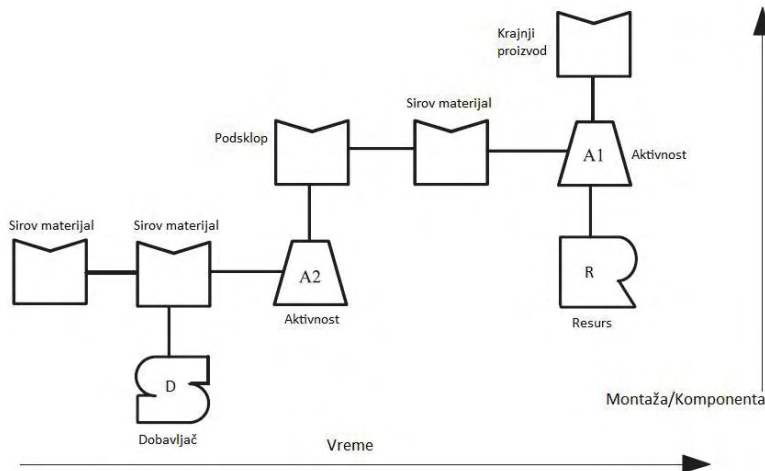 Krajnji
proizvod
Sirov materijal
Podsklop
A1
Aktivnost
Sirov materijal
Sirov materijal
A2
R
Aktivnost
Resurs
D
Montaža/Komponenta
Dobavljač
Vreme